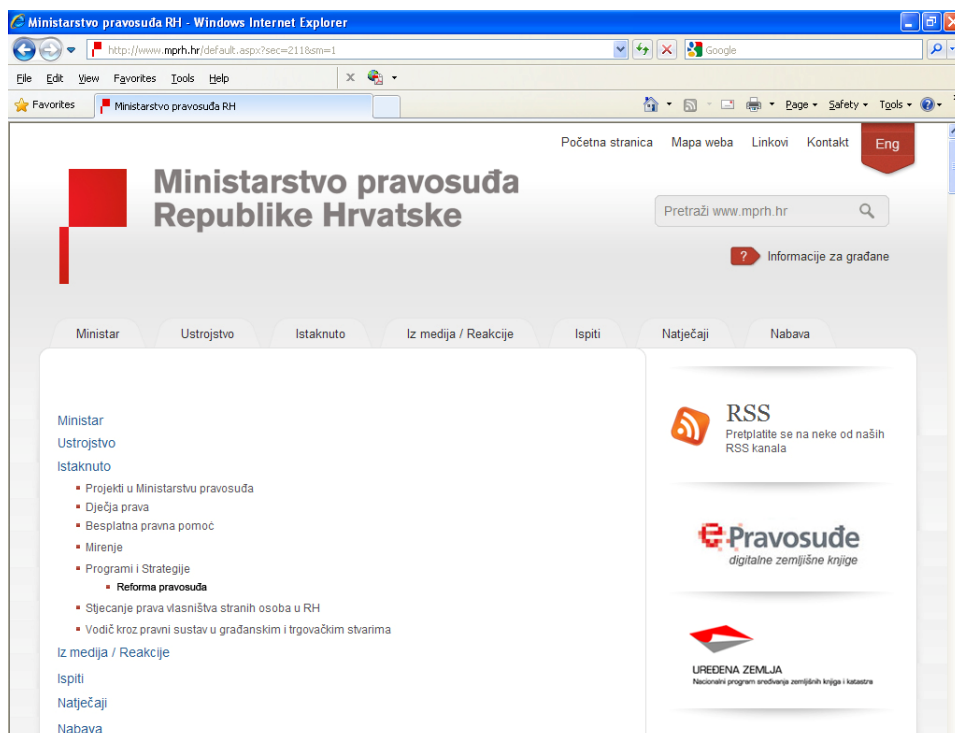 Ministarstvo pravosuđa RH - Windows Internet Explorer
http://www.mprh.hr/default.aspx?sec=211&sm=1
Google
File Edit View Favorites Tools Help
X
Favorites
Ministarstvo pravosuđa RH
Page Safety Tools
Početna stranica Mapa weba Linkovi Kontakt Eng
Ministarstvo pravosuđa
Republike Hrvatske
Pretraži www.mprh.hr
? Informacije za građane
Ministar Ustrojstvo Istaknuto Iz medija / Reakcije Ispiti Natječaji Nabava
Ministar
Ustrojstvo
Istaknuto
Projekti u Ministarstvu pravosuđa
Dječja prava
Besplatna pravna pomoć
Mirenje
Programi i Strategije
Reforma pravosuđa
Stjecanje prava vlasništva stranih osoba u RH
Vodič kroz pravni sustav u građanskim i trgovačkim stvarima
Iz medija / Reakcije
Ispiti
Natječaji
Nabava
RSS
Pretplatite se na neke od naših
RSS kanala
e-Pravosuđe
digitalne zemljišne knjige
UREĐENA ZEMLJA
Nacionalni program sređivanja zemljišnih knjiga i katastra